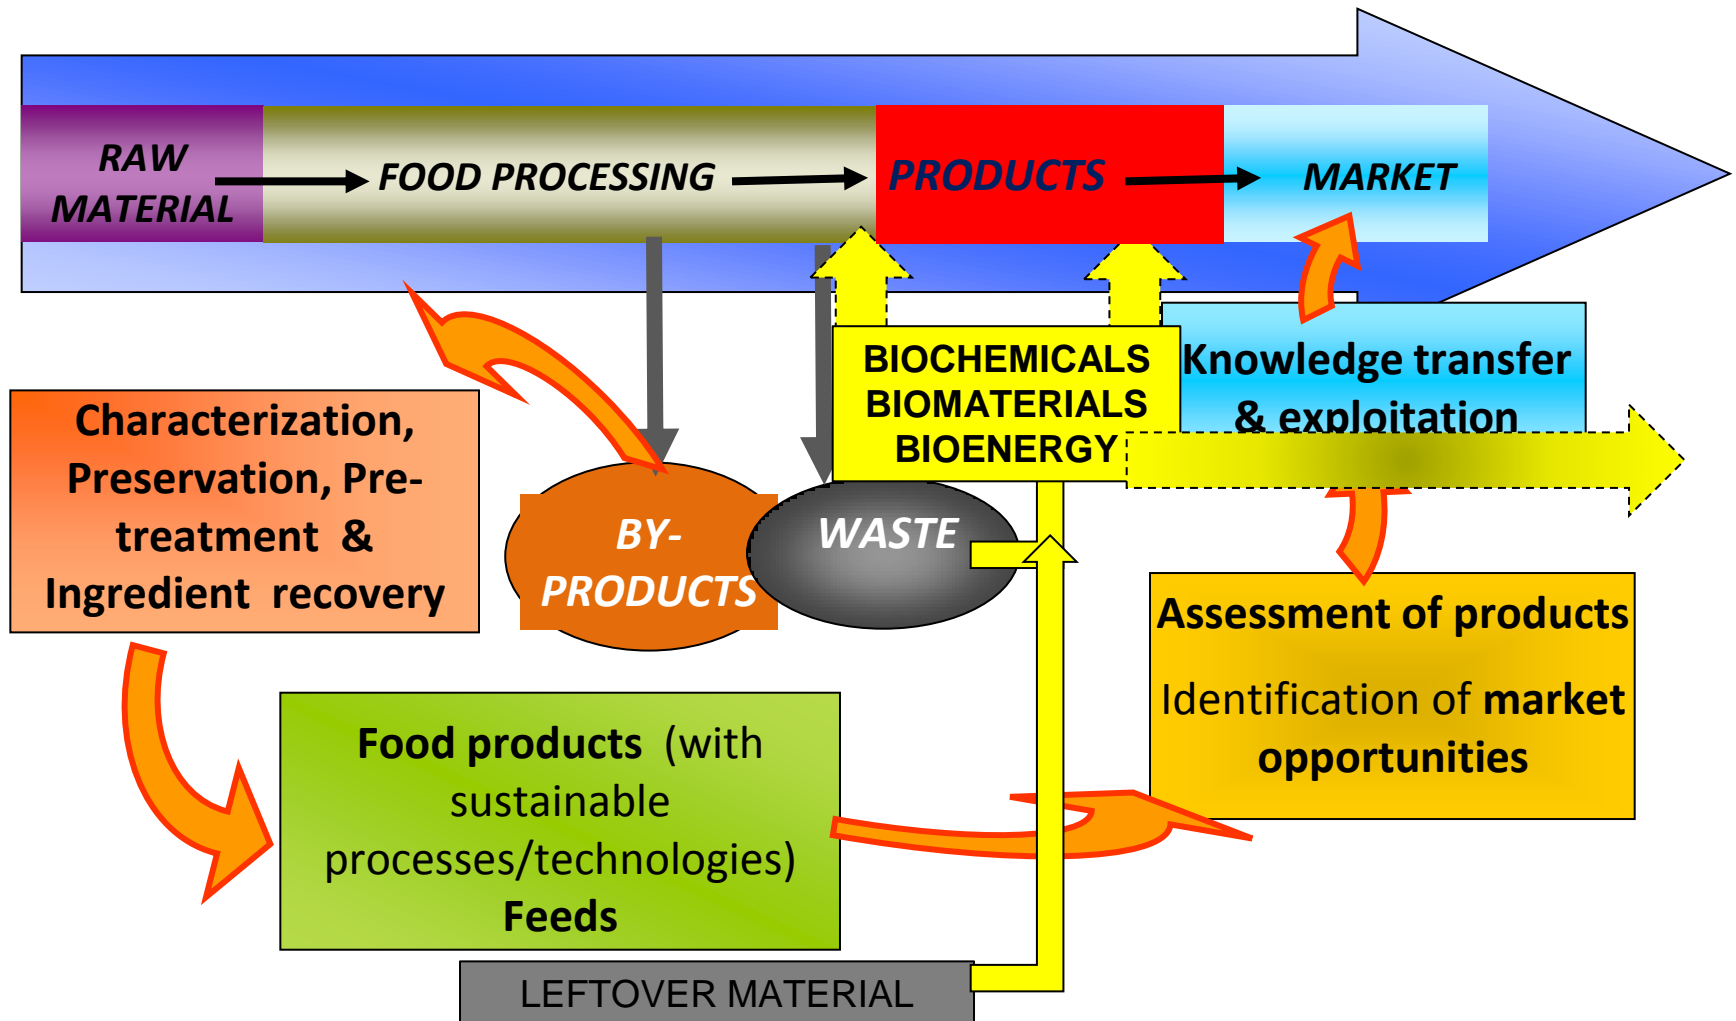 RAW
MATERIAL
FOOD PROCESSING
PRODUCTS
MARKET
BIOCHEMICALS
BIOMATERIALS
BIOENERGY
Knowledge transfer
& exploitation
Characterization,
Preservation, Pre-
treatment &
Ingredient recovery
BY-
PRODUCTS
WASTE
Assessment of products
Identification of market
opportunities
Food products (with
sustainable
processes/technologies)
Feeds
LEFTOVER MATERIAL